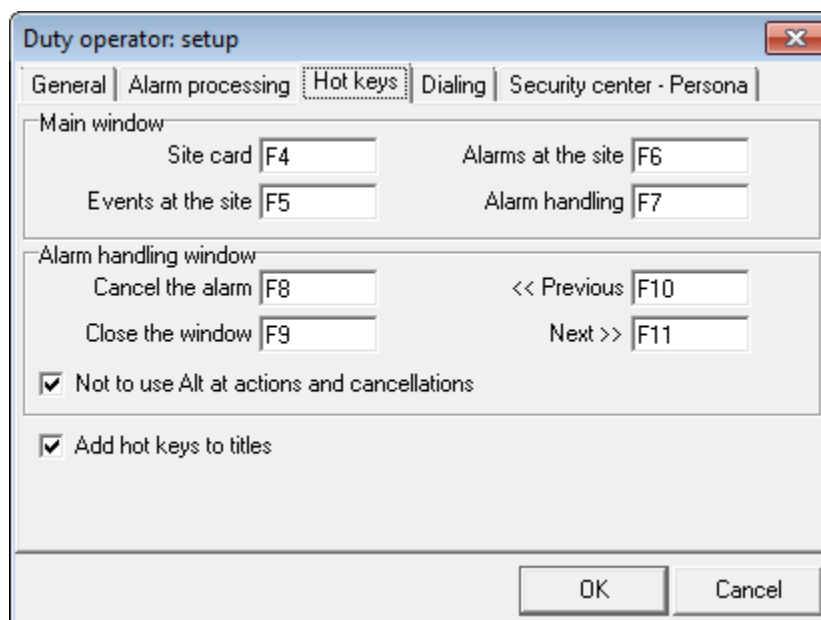 Duty operator: setup
General Alarm processing Hot keys Dialing Security center - Persona
Main window
Site card F4 Alarms at the site F6
Events at the site F5 Alarm handling F7
Alarm handling window
Cancel the alarm F8 << Previous F10
Close the window F9 Next >> F11
Not to use Alt at actions and cancellations
Add hot keys to titles
OK Cancel